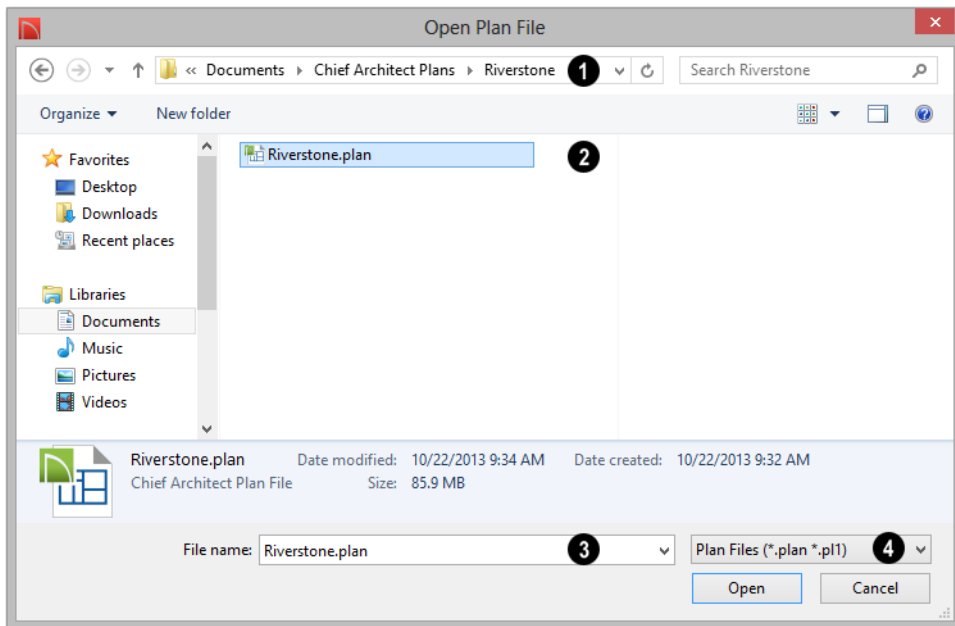 Open Plan File
« Documents Chief Architect Plans Riverstone 1 Search Riverstone
Organize New folder
Favorites
Desktop
Downloads
Recent places
Libraries
Documents
Music
Pictures
Videos
Riverstone.plan 2
Riverstone.plan Date modified: 10/22/2013 9:34 AM Date created: 10/22/2013 9:32 AM
Chief Architect Plan File Size: 85.9 MB
File name: Riverstone.plan 3 Plan Files (*.plan *.pl1) 4
Open Cancel